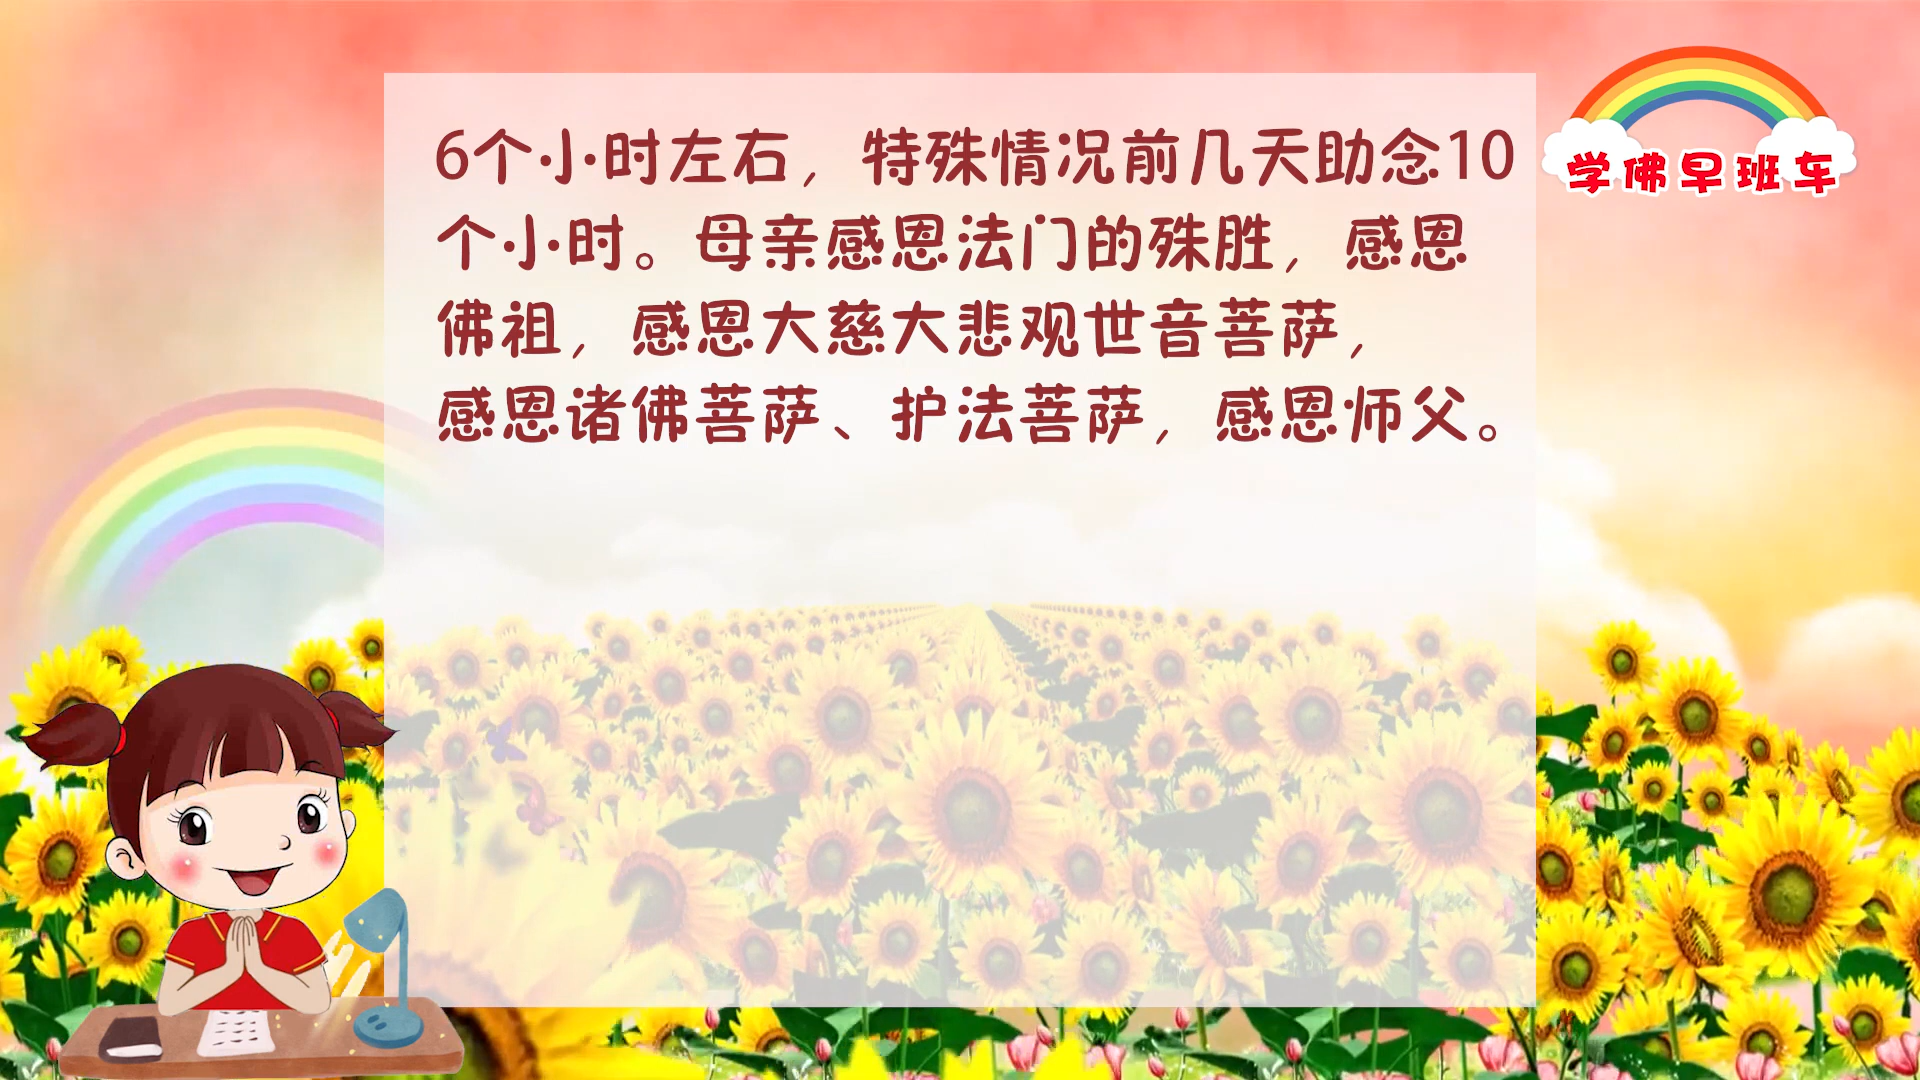 6个小时左右，特殊情况前几天助念10
个小时。母亲感恩法门的殊胜，感恩
佛祖，感恩大慈大悲观世音菩萨，
感恩诸佛菩萨、护法菩萨，感恩师父。
学佛早班车